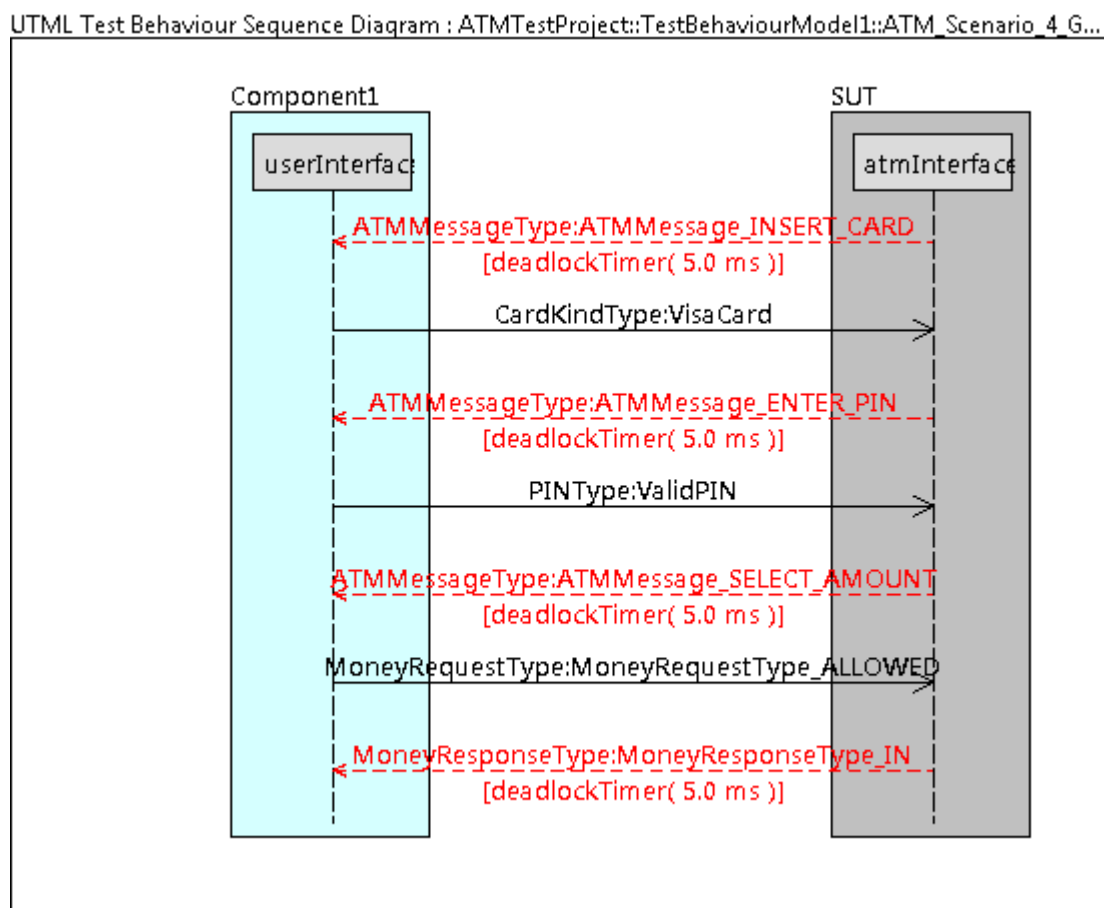 UTML Test Behaviour Sequence Diagram : ATMTestProject::TestBehaviourModel1::ATM_Scenario_4_G...
Component1
SUT
userInterface
atmInterface
ATMMessageType:ATMMessage_INSERT_CARD
[deadlockTimer( 5.0 ms )]
CardKindType:VisaCard
ATMMessageType:ATMMessage_ENTER_PIN
[deadlockTimer( 5.0 ms )]
PINType:ValidPIN
ATMMessageType:ATMMessage_SELECT_AMOUNT
[deadlockTimer( 5.0 ms )]
MoneyRequestType:MoneyRequestType_ALLOWED
MoneyResponseType:MoneyResponseType_IN
[deadlockTimer( 5.0 ms )]